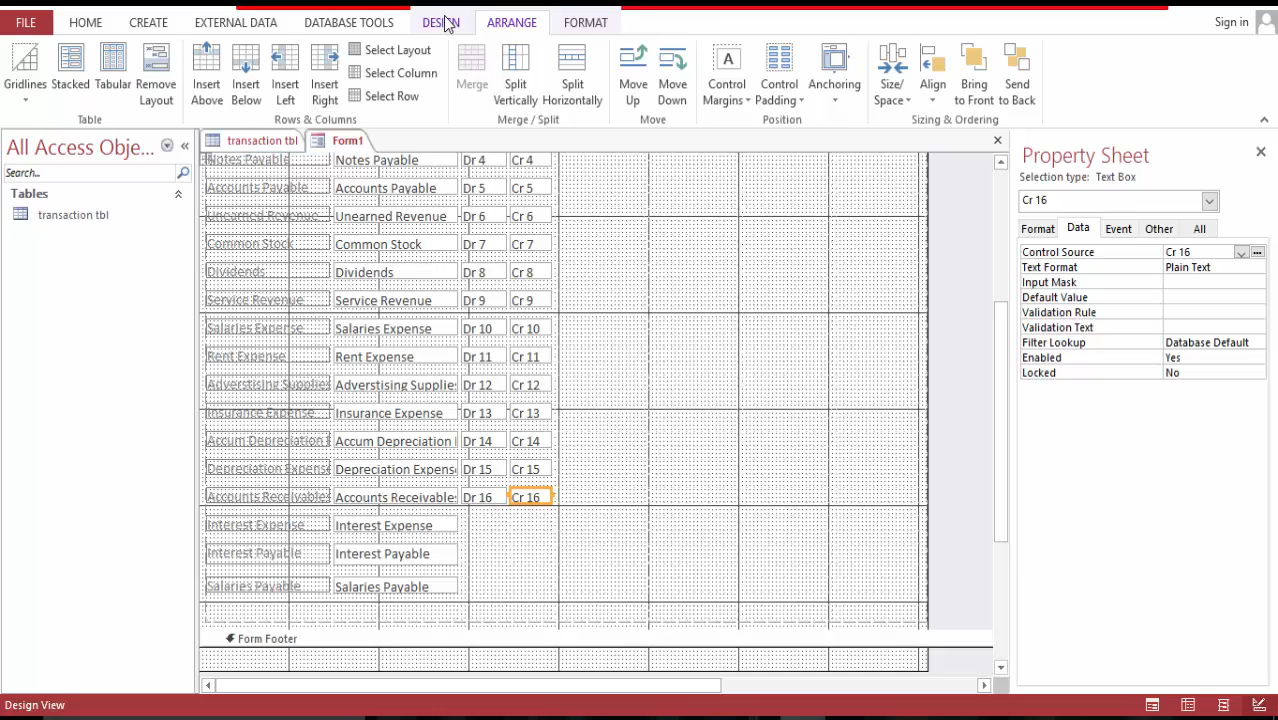 FILE HOME CREATE EXTERNAL DATA DATABASE TOOLS DESIGN ARRANGE FORMAT Sign in
Gridlines Stacked Tabular Remove Layout
Insert Above Insert Below Insert Left Insert Right
Select Layout
Select Column
Select Row
Merge Split Vertically Split Horizontally
Move Up Move Down
Control Margins Control Padding Anchoring
Size/ Space Align Bring to Front Send to Back
Table Rows & Columns Merge / Split Move Position Sizing & Ordering
All Access Obje...
Search...
Tables
transaction tbl
transaction tbl Form1
Notes Payable Notes Payable Dr 4 Cr 4
Accounts Payable Accounts Payable Dr 5 Cr 5
Unearned Revenue Unearned Revenue Dr 6 Cr 6
Common Stock Common Stock Dr 7 Cr 7
Dividends Dividends Dr 8 Cr 8
Service Revenue Service Revenue Dr 9 Cr 9
Salaries Expense Salaries Expense Dr 10 Cr 10
Rent Expense Rent Expense Dr 11 Cr 11
Adverstising Supplies Adverstising Supplies Dr 12 Cr 12
Insurance Expense Insurance Expense Dr 13 Cr 13
Accum Depreciation Accum Depreciation Dr 14 Cr 14
Depreciation Expense Depreciation Expens Dr 15 Cr 15
Accounts Receivables Accounts Receivables Dr 16 Cr 16
Interest Expense Interest Expense
Interest Payable Interest Payable
Salaries Payable Salaries Payable
Form Footer
Property Sheet
Selection type: Text Box
Cr 16
Format Data Event Other All
Control Source Cr 16
Text Format Plain Text
Input Mask
Default Value
Validation Rule
Validation Text
Filter Lookup Database Default
Enabled Yes
Locked No
Design View